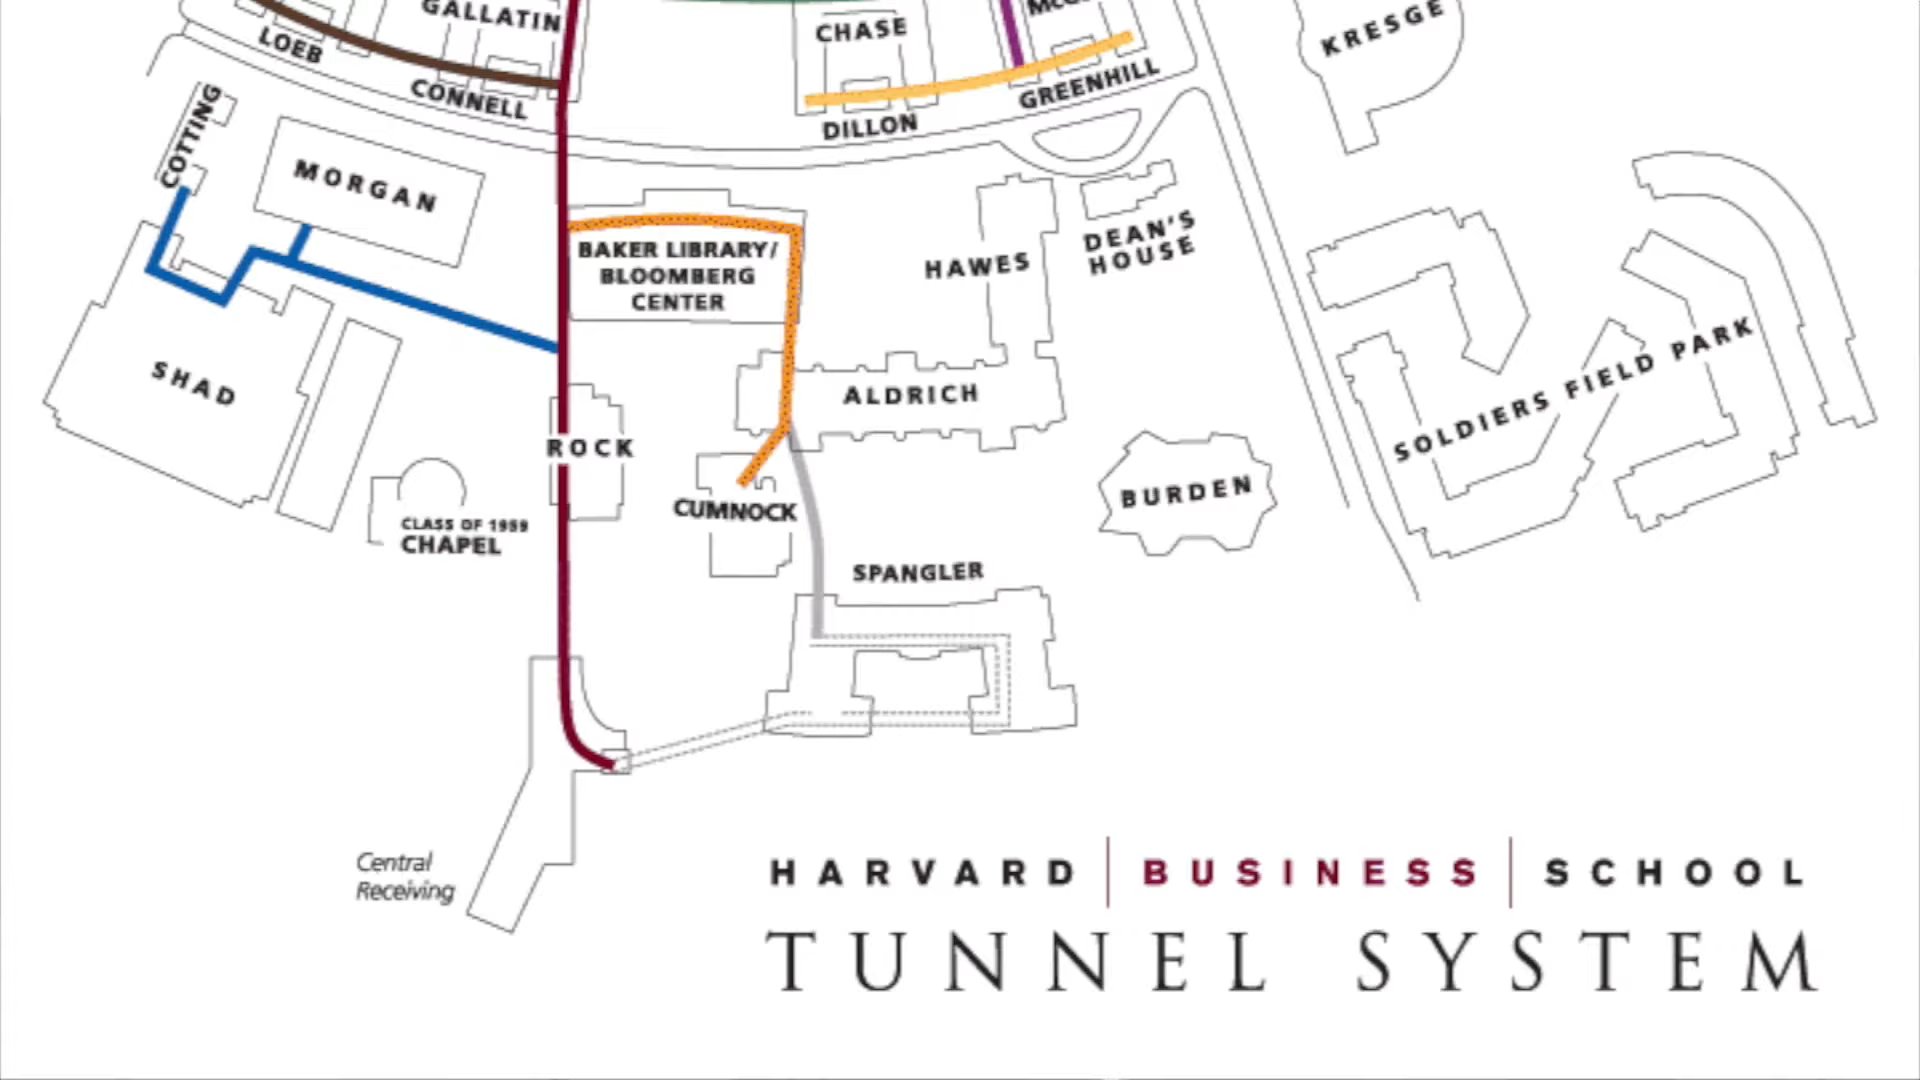 GALLATIN
CHASE
KRESGE
LOEB
CONNELL
GREENHILL
DILLON
COTTING
MORGAN
BAKER LIBRARY/
BLOOMBERG
CENTER
HAWES
DEAN'S
HOUSE
SHAD
ALDRICH
SOLDIERS FIELD PARK
ROCK
CUMNOCK
BURDEN
CLASS OF 1959
CHAPEL
SPANGLER
Central
Receiving
HARVARD BUSINESS SCHOOL
TUNNEL SYSTEM